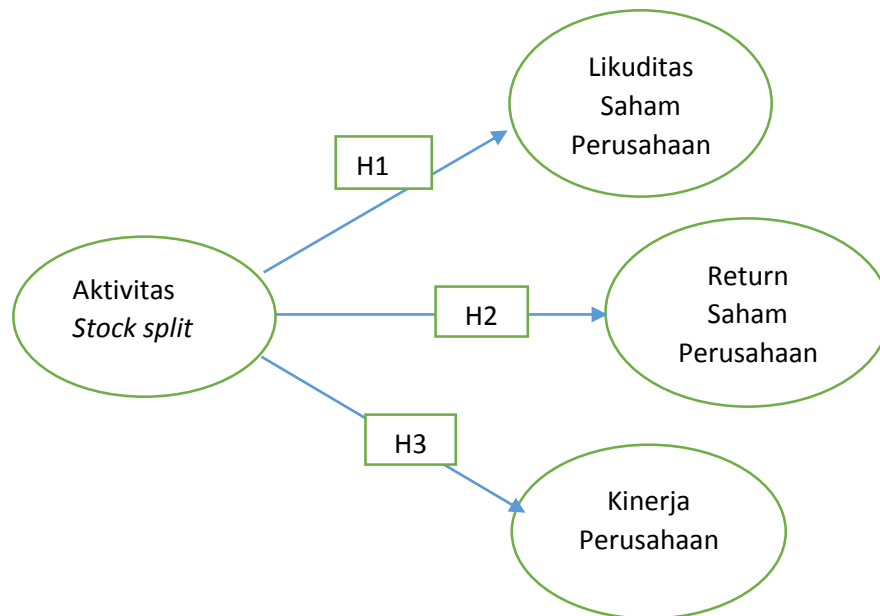 Likuditas
Saham
Perusahaan
H1
Aktivitas
Stock split
H2
Return
Saham
Perusahaan
H3
Kinerja
Perusahaan